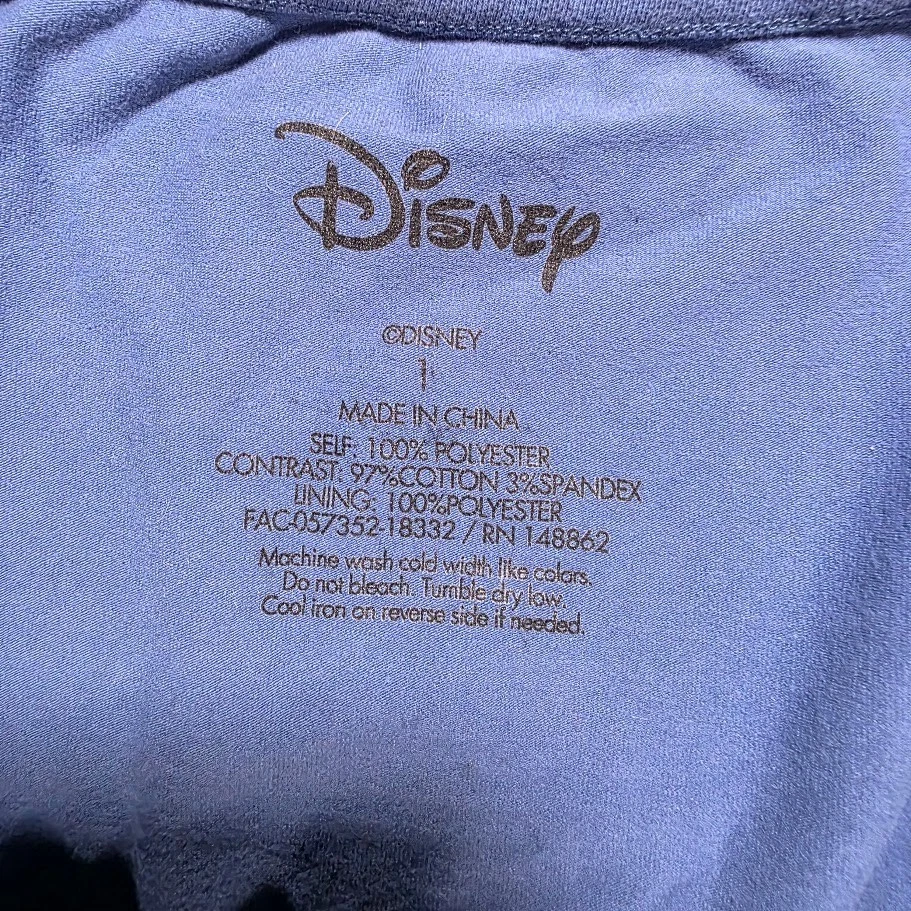 Disney
©DISNEY
1
MADE IN CHINA
SELF: 100% POLYESTER
CONTRAST: 97%COTTON 3%SPANDEX
LINING: 100%POLYESTER
FAC-057352-18332 / RN 148862
Machine wash cold width like colors.
Do not bleach. Tumble dry low.
Cool iron on reverse side if needed.